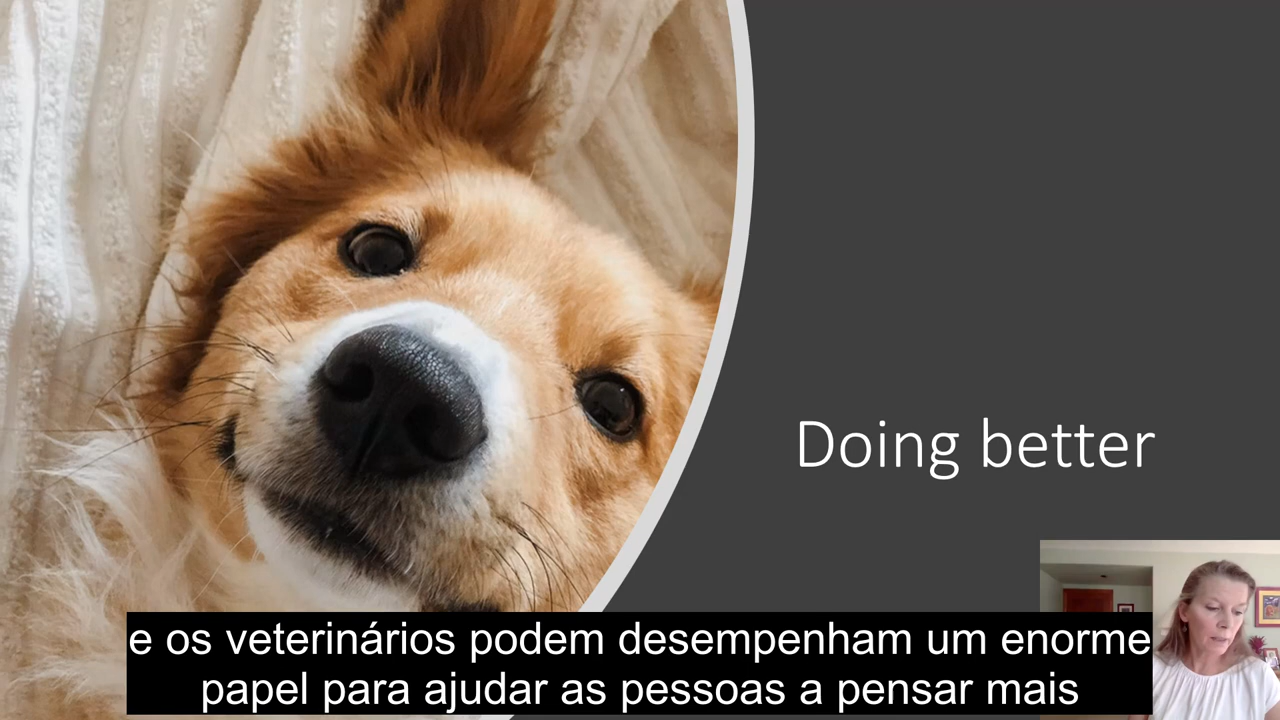 Doing better
e os veterinários podem desempenham um enorme
papel para ajudar as pessoas a pensar mais